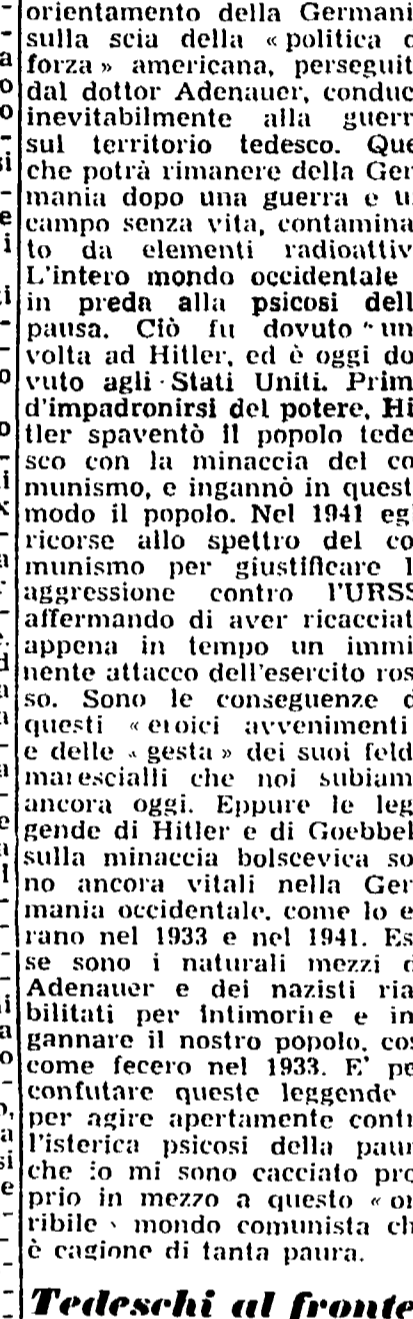 orientamento della Germani
sulla scia della « politica d
forza » americana, perseguit
dal dottor Adenauer, conduc
inevitabilmente alla guerr
sul territorio tedesco. Que
che potrà rimanere della Ger
mania dopo una guerra e u
campo senza vita, contamina
to da elementi radioattiv
L'intero mondo occidentale
in preda alla psicosi dell
pausa. Ciò fu dovuto un
volta ad Hitler, ed è oggi do
vuto agli Stati Uniti. Prim
d'impadronirsi del potere, Hi
tler spaventò il popolo tede
sco con la minaccia del co
munismo, e ingannò in quest
modo il popolo. Nel 1941 egl
ricorse allo spettro del co
munismo per giustificare l
aggressione contro l'URSS
affermando di aver ricacciat
appena in tempo un immi
nente attacco dell'esercito ros
so. Sono le conseguenze d
questi « eroici avvenimenti
e delle « gesta » dei suoi feld
marescialli che noi subiam
ancora oggi. Eppure le leg
gende di Hitler e di Goebbel
sulla minaccia bolscevica so
no ancora vitali nella Ger
mania occidentale. come lo e
rano nel 1933 e nel 1941. Es
se sono i naturali mezzi d
Adenauer e dei nazisti ria
bilitati per intimorire e in
gannare il nostro popolo. cos
come fecero nel 1933. E' pe
confutare queste leggende
per agire apertamente contr
l'isterica psicosi della paur
che io mi sono cacciato pro
prio in mezzo a questo « or
ribile mondo comunista ch
è cagione di tanta paura.
Tedeschi al fronte